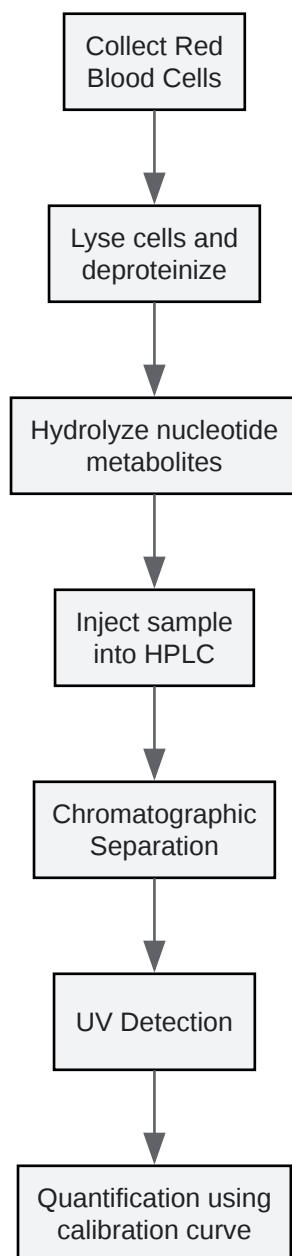 Collect Red
Blood Cells
Lyse cells and
deproteinize
Hydrolyze nucleotide
metabolites
Inject sample
into HPLC
Chromatographic
Separation
UV Detection
Quantification using
calibration curve